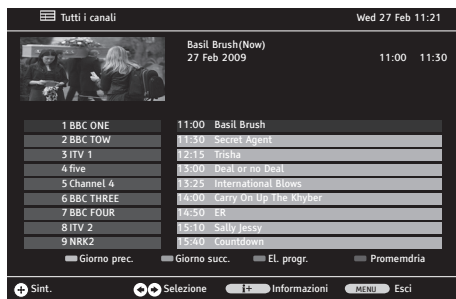 Tutti i canali Wed 27 Feb 11:21
Basil Brush(Now)
27 Feb 2009 11:00 11:30
1 BBC ONE 11:00 Basil Brush
2 BBC TOW 11:30 Secret Agent
3 ITV 1 12:15 Trisha
4 five 13:00 Deal or no Deal
5 Channel 4 13:25 International Blows
6 BBC THREE 14:00 Carry On Up The Khyber
7 BBC FOUR 14:50 ER
8 ITV 2 15:10 Sally Jessy
9 NRK2 15:40 Countdown
Giorno prec. Giorno succ. El. progr. Promemdria
Sint. Selezione i+ Informazioni MENU Esci